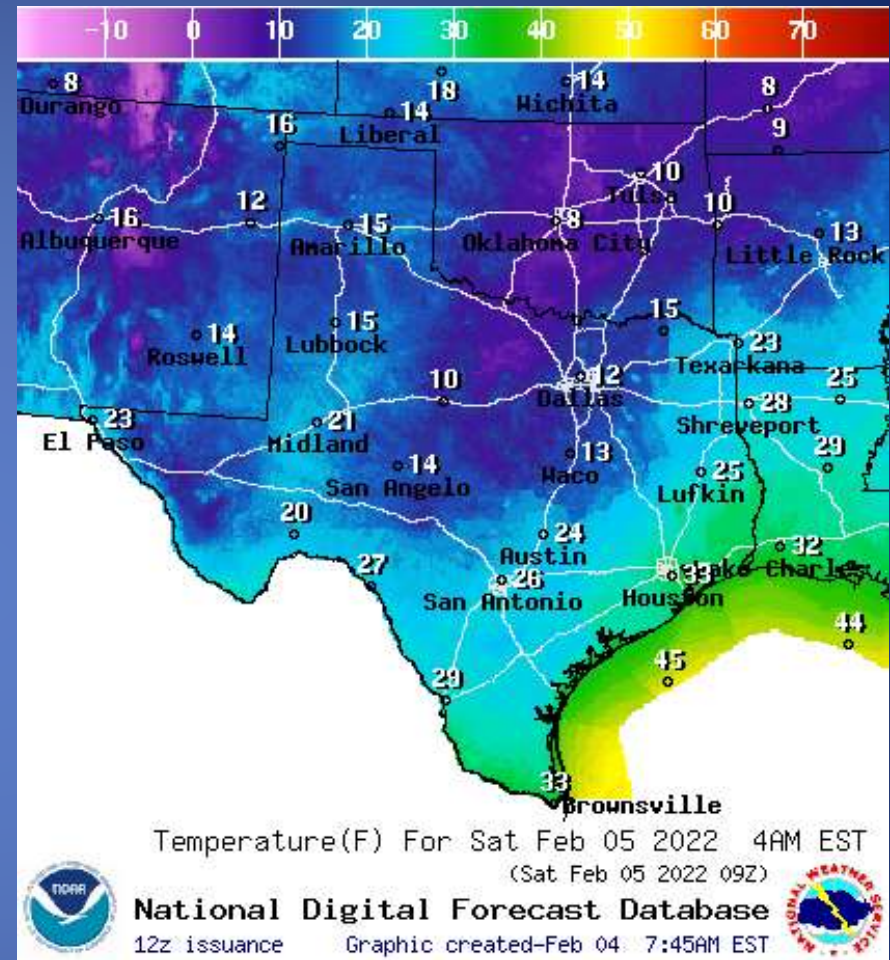 -10 0 10 20 30 40 50 60 70
8
Durango
18
14
Wichita
8
14
Liberal
16
9
10
Tulsa
16
Albuquerque
12
15
Amarillo
8
Oklahoma City
10
13
Little Rock
14
Roswell
15
Lubbock
15
23
Texarkana
10
12
Dallas
25
28
Shreveport
23
El Paso
21
Midland
14
San Angelo
13
Waco
25
Lufkin
29
20
24
Austin
32
Lake Charles
27
26
San Antonio
33
Houston
44
45
29
33
Brownsville
Temperature(F) For Sat Feb 05 2022 4AM EST
(Sat Feb 05 2022 09Z)
NOAA
National Digital Forecast Database
12z issuance Graphic created-Feb 04 7:45AM EST
NATIONAL WEATHER SERVICE